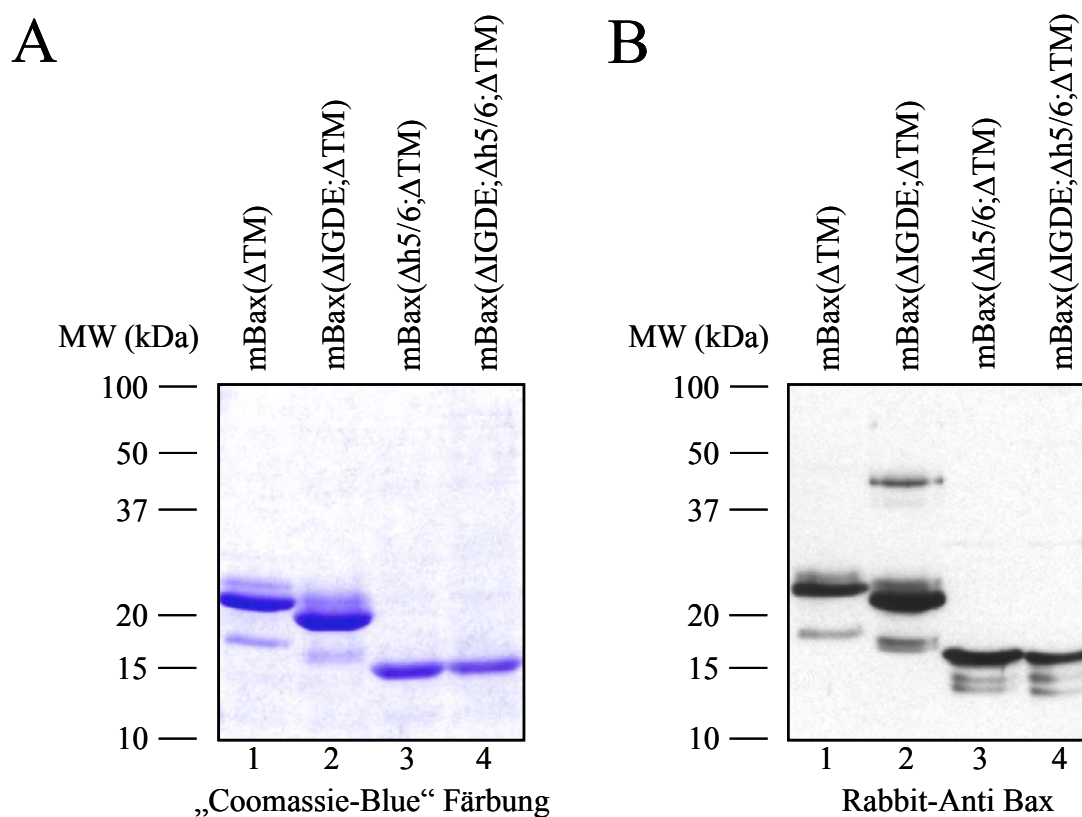 A
mBax(ΔTM)
mBax(ΔIGDE;ΔTM)
mBax(Δh5/6;ΔTM)
mBax(ΔIGDE;Δh5/6;ΔTM)
MW (kDa)
100
50
37
20
15
10
1 2 3 4
„Coomassie-Blue“ Färbung
B
mBax(ΔTM)
mBax(ΔIGDE;ΔTM)
mBax(Δh5/6;ΔTM)
mBax(ΔIGDE;Δh5/6;ΔTM)
MW (kDa)
100
50
37
20
15
10
1 2 3 4
Rabbit-Anti Bax